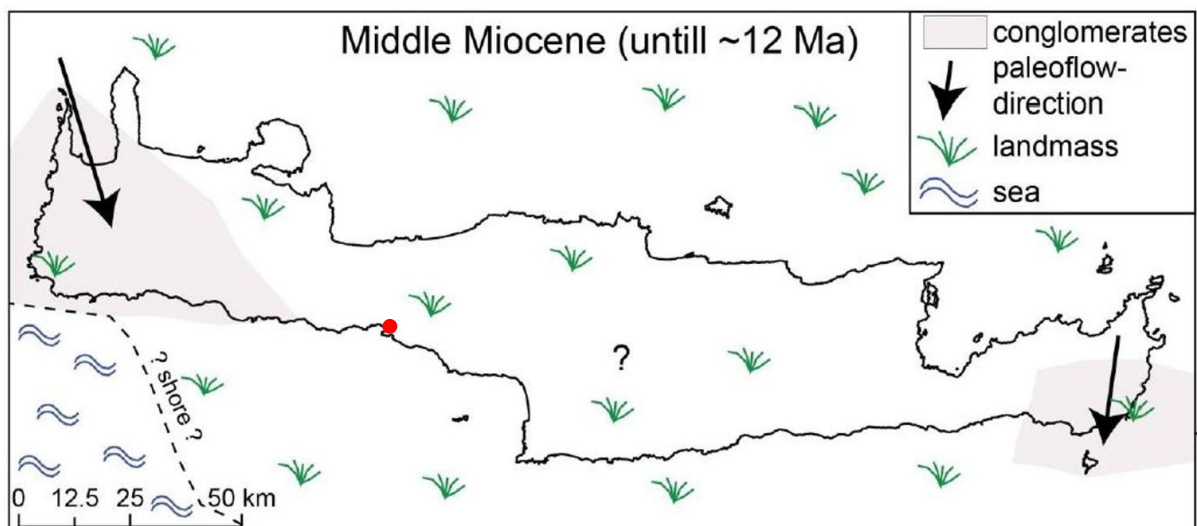 Middle Miocene (untill ~12 Ma)
conglomerates
paleoflow-
direction
landmass
sea
?
? shore ?
0 12.5 25 50 km